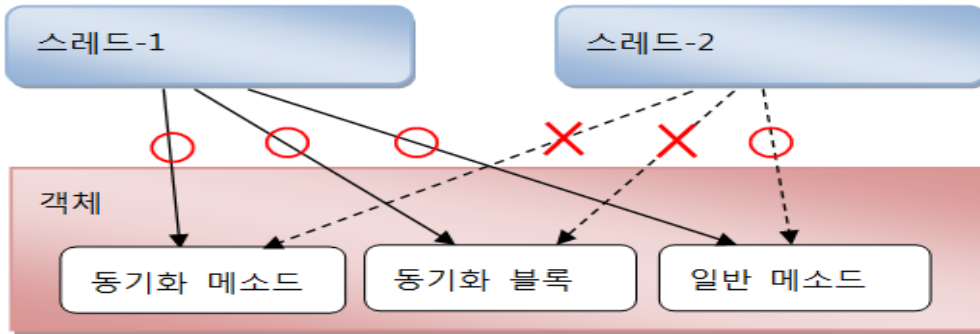 스레드-1
스레드-2
객체
동기화 메소드
동기화 블록
일반 메소드